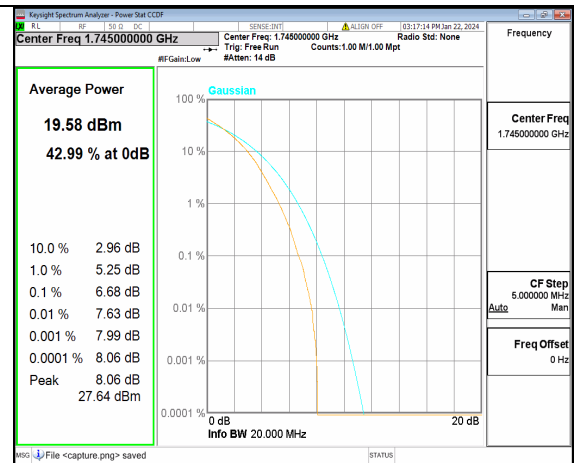 Keysight Spectrum Analyzer - Power Stat CCDF
RL RF 50 Ω DC SENSE:INT ALIGN OFF 03:17:14 PM Jan 22, 2024
Center Freq 1.745000000 GHz
Center Freq: 1.745000000 GHz Radio Std: None
Trig: Free Run Counts:1.00 M/1.00 Mpt
#IFGain:Low #Atten: 14 dB
Frequency
Average Power
19.58 dBm
42.99 % at 0dB
10.0 % 2.96 dB
1.0 % 5.25 dB
0.1 % 6.68 dB
0.01 % 7.63 dB
0.001 % 7.99 dB
0.0001 % 8.06 dB
Peak 8.06 dB
27.64 dBm
Gaussian
100 %
10 %
1 %
0.1 %
0.01 %
0.001 %
0.0001 %
0 dB 20 dB
Info BW 20.000 MHz
Center Freq
1.745000000 GHz
CF Step
5.000000 MHz
Auto Man
Freq Offset
0 Hz
MSG File <capture.png> saved STATUS